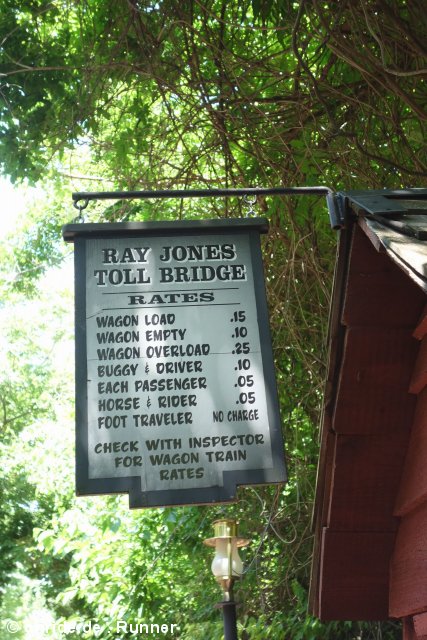 RAY JONES
TOLL BRIDGE
RATES
WAGON LOAD .15
WAGON EMPTY .10
WAGON OVERLOAD .25
BUGGY & DRIVER .10
EACH PASSENGER .05
HORSE & RIDER .05
FOOT TRAVELER NO CHARGE
CHECK WITH INSPECTOR
FOR WAGON TRAIN
RATES
Runner